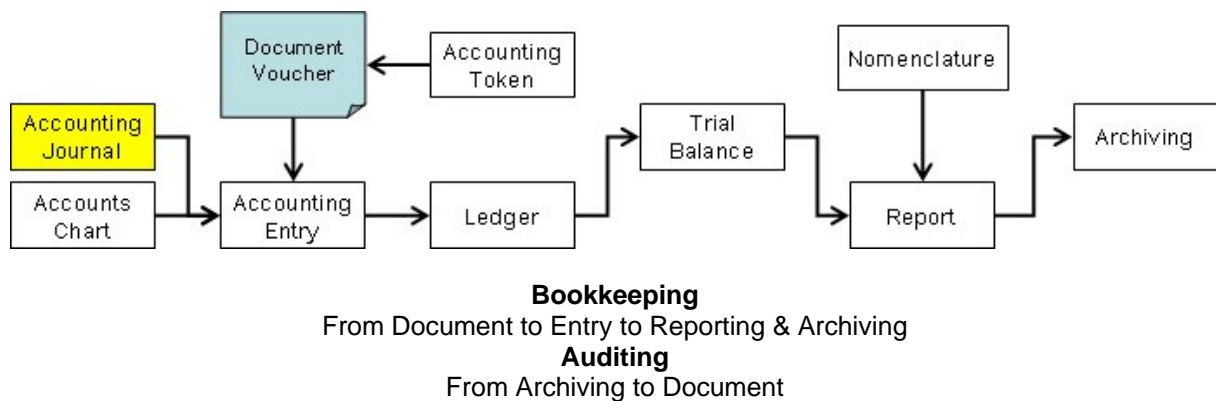 Document
Voucher
Accounting
Token
Nomenclature
Accounting
Journal
Trial
Balance
Archiving
Accounts
Chart
Accounting
Entry
Ledger
Report
Bookkeeping
From Document to Entry to Reporting & Archiving
Auditing
From Archiving to Document